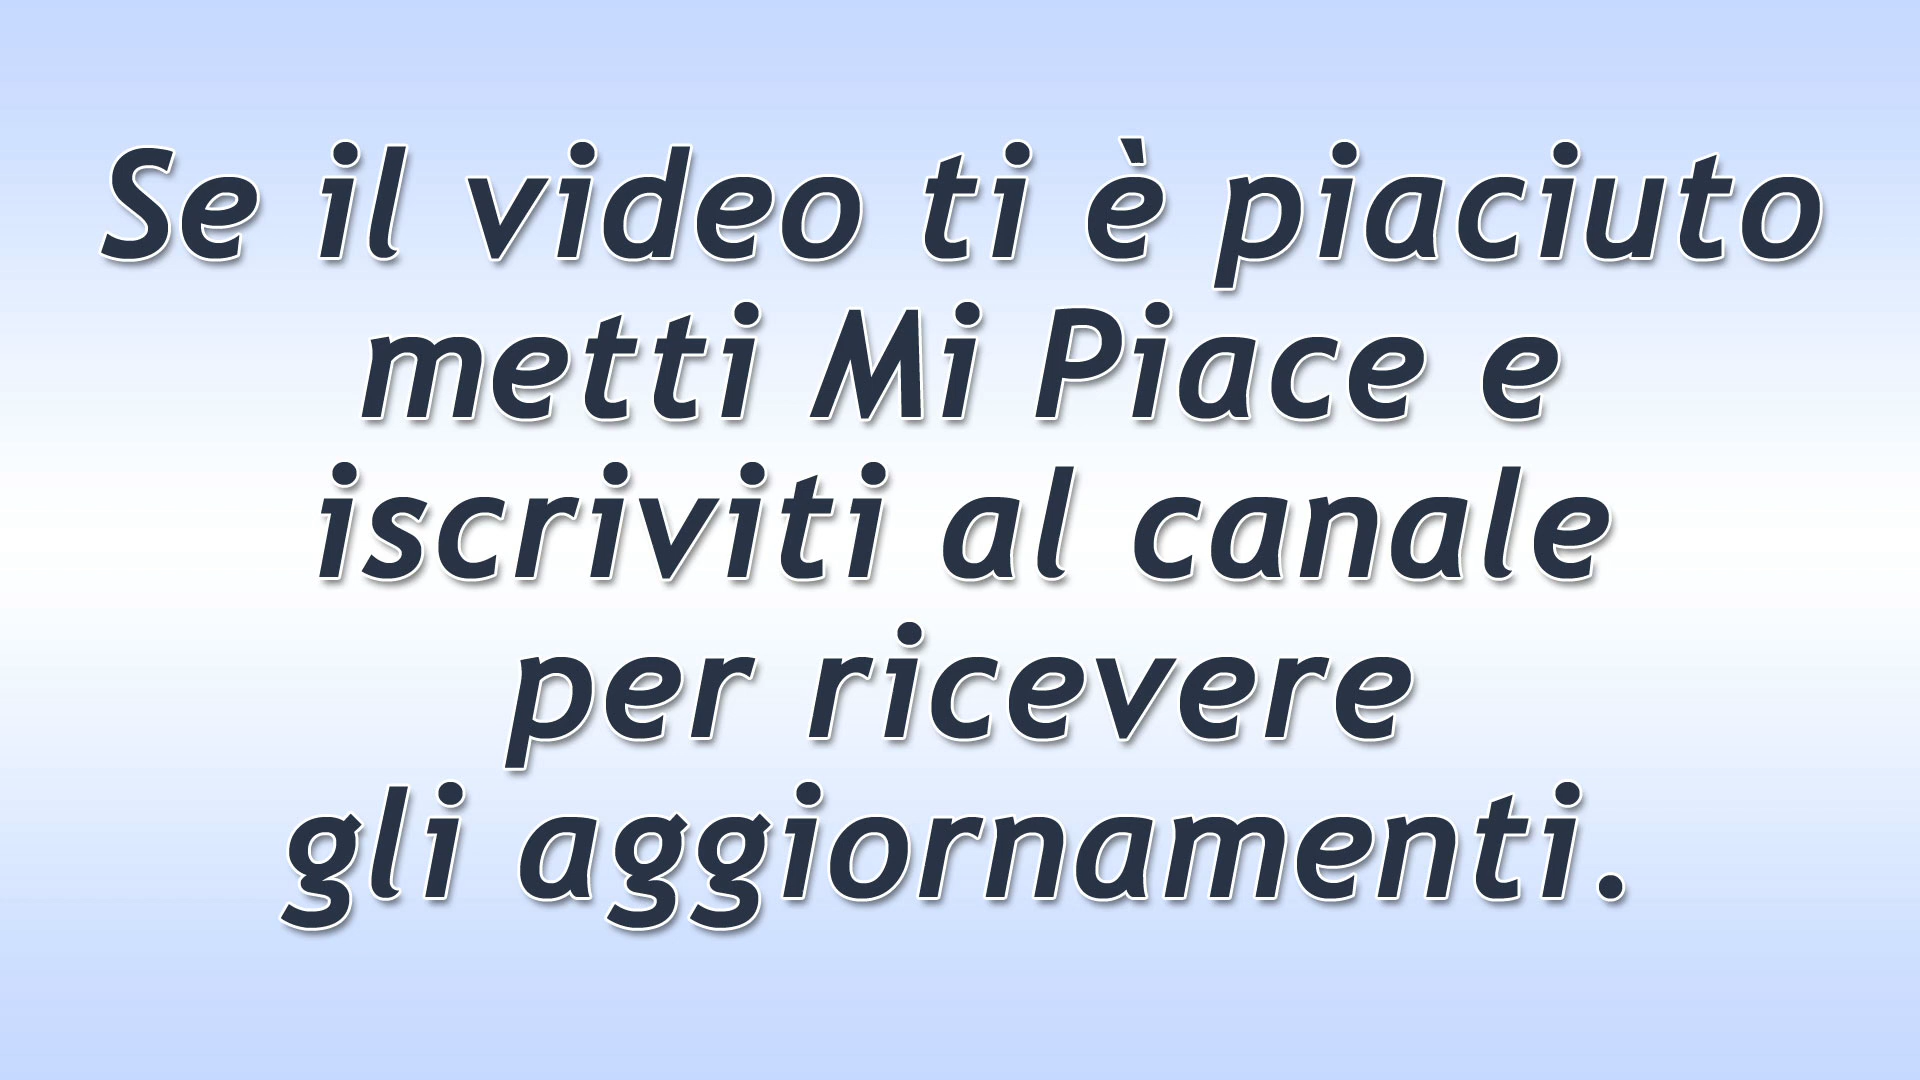 Se il video ti è piaciuto
metti Mi Piace e
iscriviti al canale
per ricevere
gli aggiornamenti.